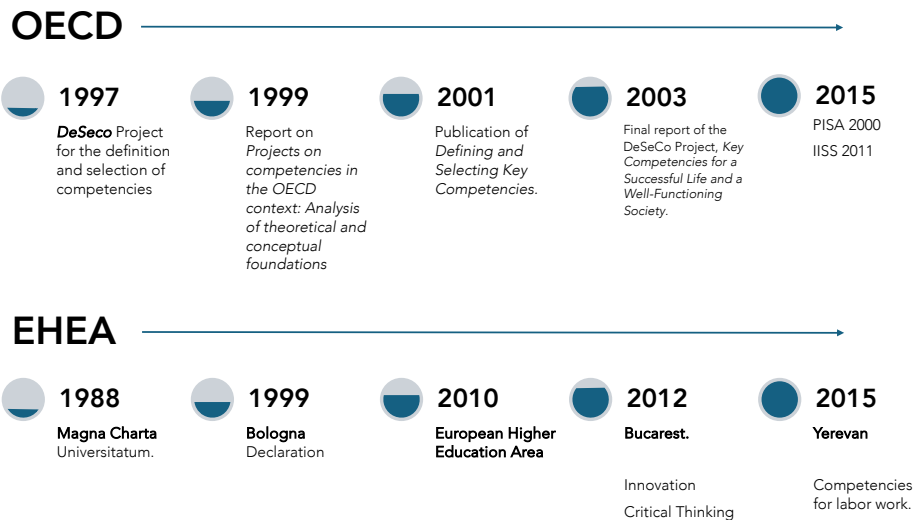 OECD
1997
DeSeco Project
for the definition
and selection of
competencies
1999
Report on
Projects on
competencies in
the OECD
context: Analysis
of theoretical and
conceptual
foundations
2001
Publication of
Defining and
Selecting Key
Competencies.
2003
Final report of the
DeSeCo Project, Key
Competencies for a
Successful Life and a
Well-Functioning
Society.
2015
PISA 2000
IISS 2011
EHEA
1988
Magna Charta
Universitatum.
1999
Bologna
Declaration
2010
European Higher
Education Area
2012
Bucarest.
Innovation
Critical Thinking
2015
Yerevan
Competencies
for labor work.